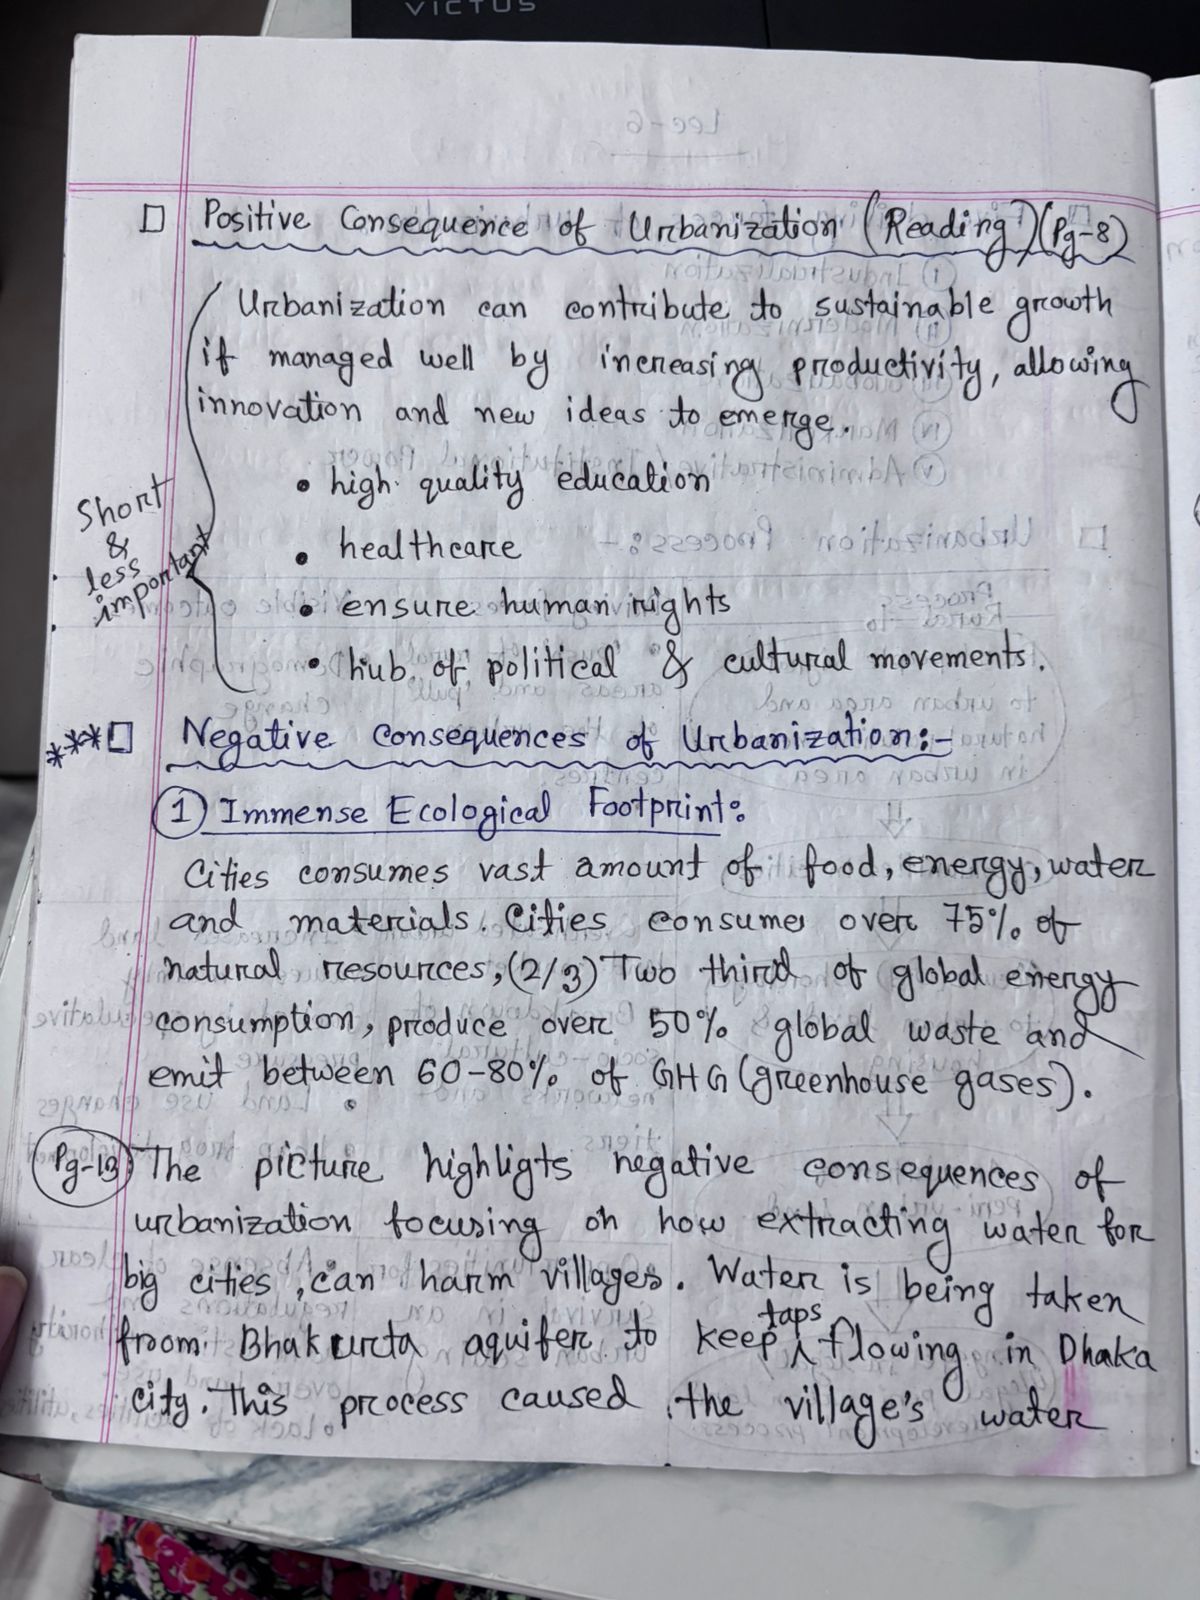 VICTUS
□ Positive Consequence of Urbanization (Reading) (Pg-8)
Urbanization can contribute to sustainable growth
if managed well by increasing productivity, allowing
innovation and new ideas to emerge.
• high quality education
• healthcare
• ensure human rights
• hub of political & cultural movements.
Short
&
less
important
***□ Negative Consequences of Urbanization:-
① Immense Ecological Footprint:
Cities consumes vast amount of food, energy, water
and materials. Cities consume over 75% of
natural resources, (2/3) Two third of global energy
consumption, produce over 50% global waste and
emit between 60-80% of GHG (greenhouse gases).
Pg-13 The picture highligts negative consequences of
urbanization focusing on how extracting water for
big cities, can harm villages. Water is being taken
from Bhakurta aquifer to keep taps flowing in Dhaka
city. This process caused the village's water